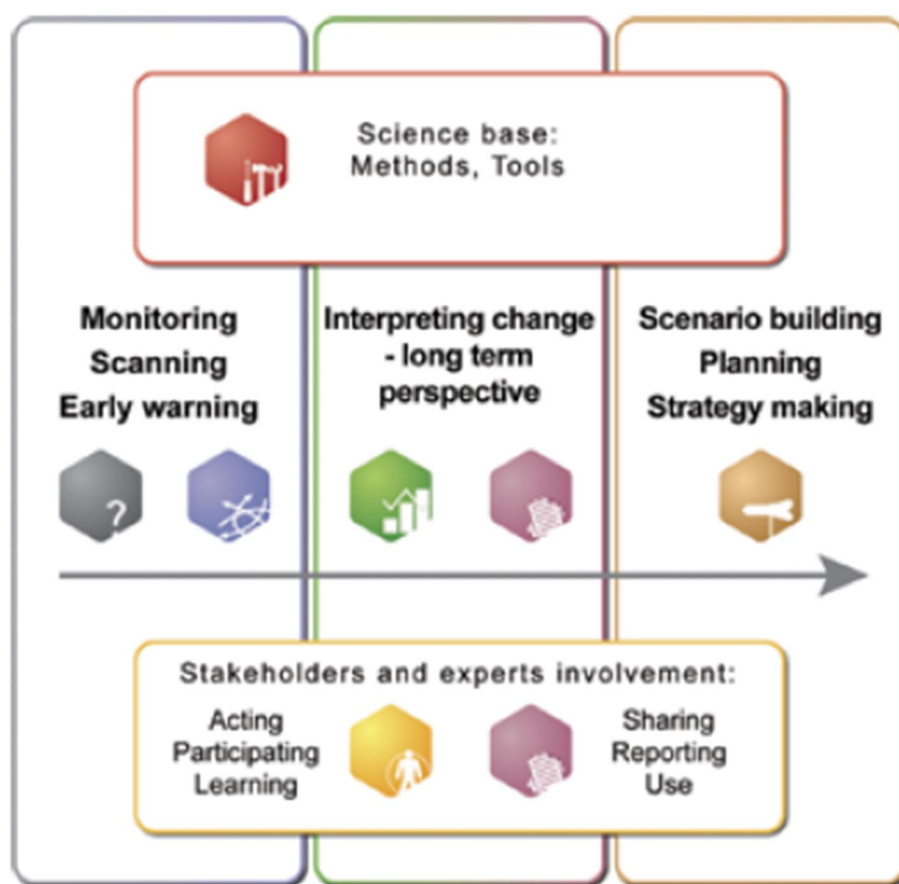 Science base:
Methods, Tools
Monitoring
Scanning
Early warning
Interpreting change
- long term
perspective
Scenario building
Planning
Strategy making
?
Stakeholders and experts involvement:
Acting
Participating
Learning
Sharing
Reporting
Use